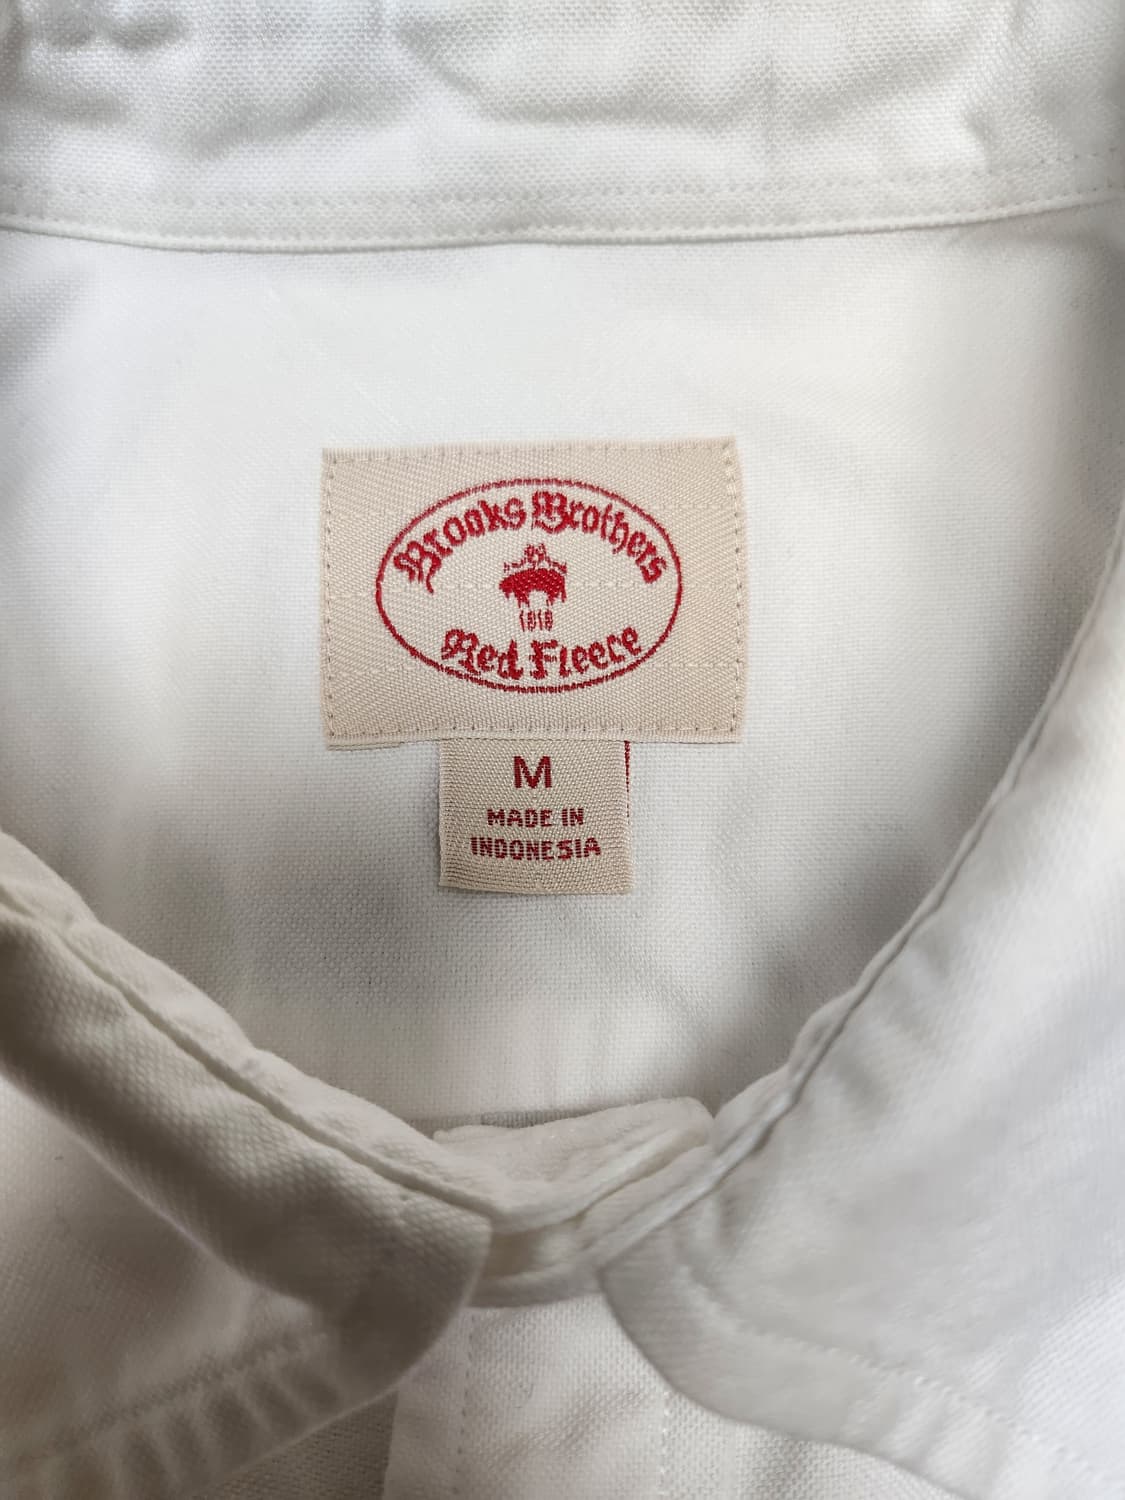 Brooks Brothers
1818
Red Fleece
M
MADE IN
INDONESIA